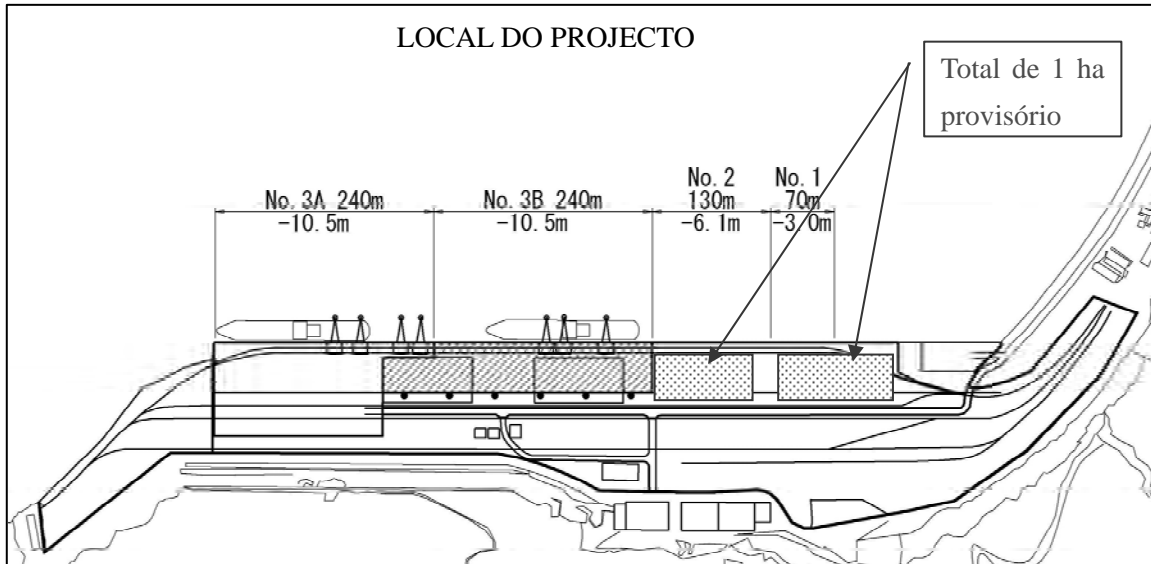 LOCAL DO PROJECTO
Total de 1 ha
provisório
No. 3A 240m
-10.5m
No. 3B 240m
-10.5m
No. 2
130m
-6.1m
No. 1
70m
-3.0m